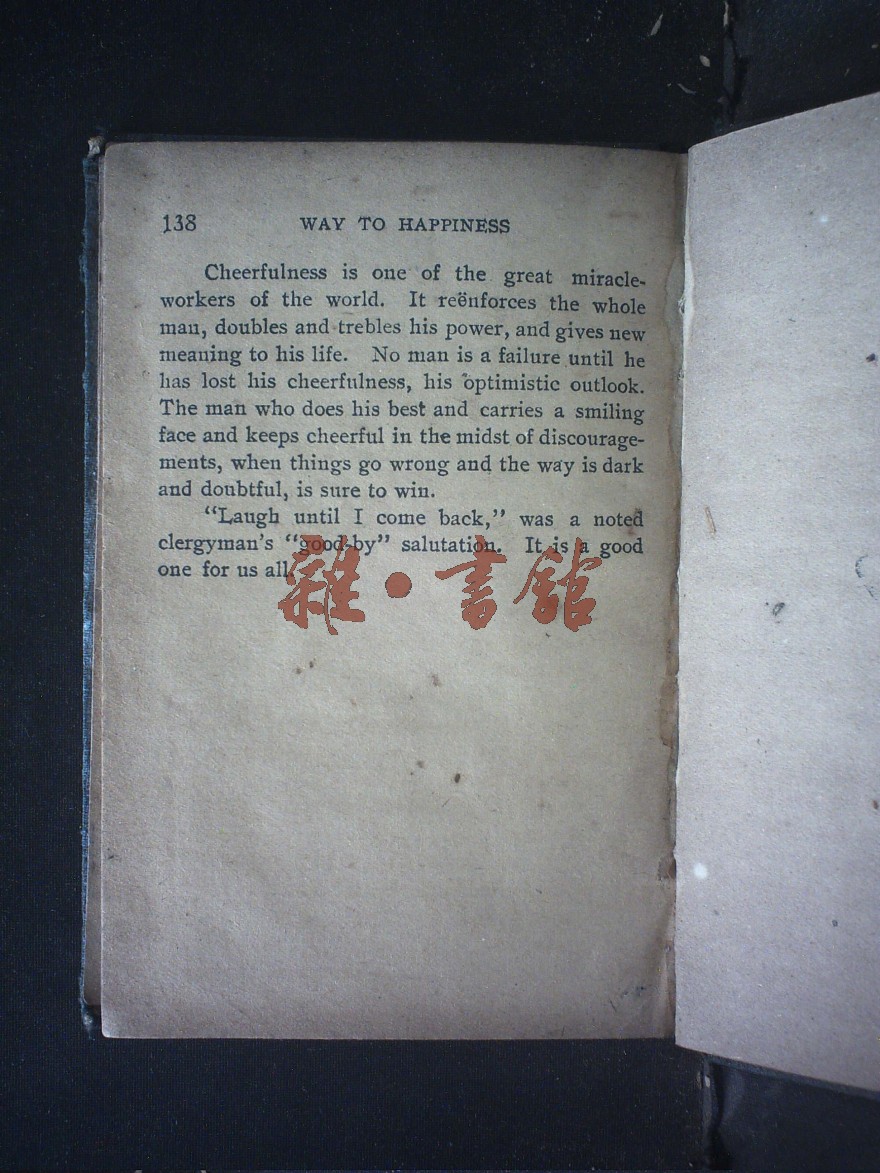 138 WAY TO HAPPINESS
Cheerfulness is one of the great miracle-
workers of the world. It reënforces the whole
man, doubles and trebles his power, and gives new
meaning to his life. No man is a failure until he
has lost his cheerfulness, his optimistic outlook.
The man who does his best and carries a smiling
face and keeps cheerful in the midst of discourage-
ments, when things go wrong and the way is dark
and doubtful, is sure to win.
“Laugh until I come back,” was a noted
clergyman’s “good-by” salutation. It is a good
one for us all.
雜•書館